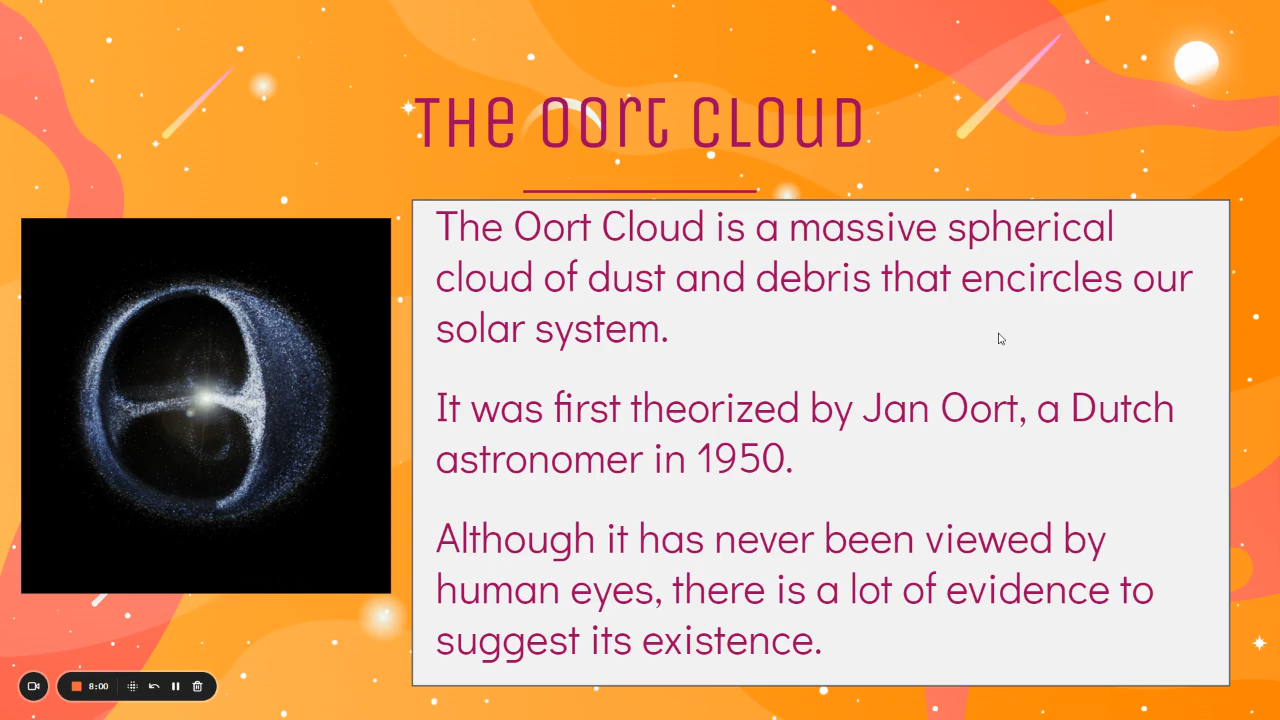 The Oort Cloud
The Oort Cloud is a massive spherical
cloud of dust and debris that encircles our
solar system.
It was first theorized by Jan Oort, a Dutch
astronomer in 1950.
Although it has never been viewed by
human eyes, there is a lot of evidence to
suggest its existence.
8:00